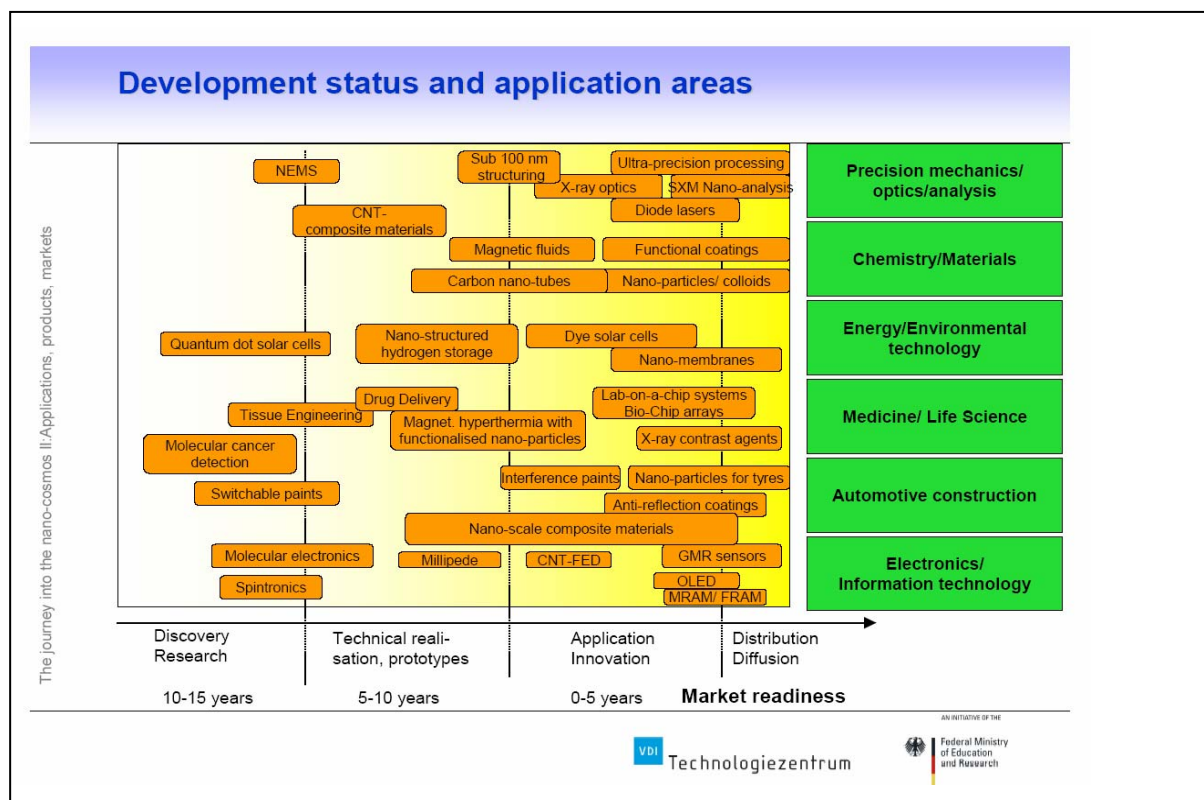 Development status and application areas
The journey into the nano-cosmos II:Applications, products, markets
NEMS
Sub 100 nm
structuring
Ultra-precision processing
X-ray optics
SXM Nano-analysis
Diode lasers
Precision mechanics/
optics/analysis
CNT-
composite materials
Magnetic fluids
Functional coatings
Carbon nano-tubes
Nano-particles/ colloids
Chemistry/Materials
Quantum dot solar cells
Nano-structured
hydrogen storage
Dye solar cells
Nano-membranes
Energy/Environmental
technology
Drug Delivery
Tissue Engineering
Magnet. hyperthermia with
functionalised nano-particles
Lab-on-a-chip systems
Bio-Chip arrays
X-ray contrast agents
Molecular cancer
detection
Medicine/ Life Science
Switchable paints
Interference paints
Nano-particles for tyres
Anti-reflection coatings
Nano-scale composite materials
Automotive construction
Molecular electronics
Millipede
CNT-FED
GMR sensors
Spintronics
OLED
MRAM/ FRAM
Electronics/
Information technology
Discovery
Research
Technical reali-
sation, prototypes
Application
Innovation
Distribution
Diffusion
10-15 years
5-10 years
0-5 years
Market readiness
VDI
Technologiezentrum
AN INITIATIVE OF THE
Federal Ministry
of Education
and Research